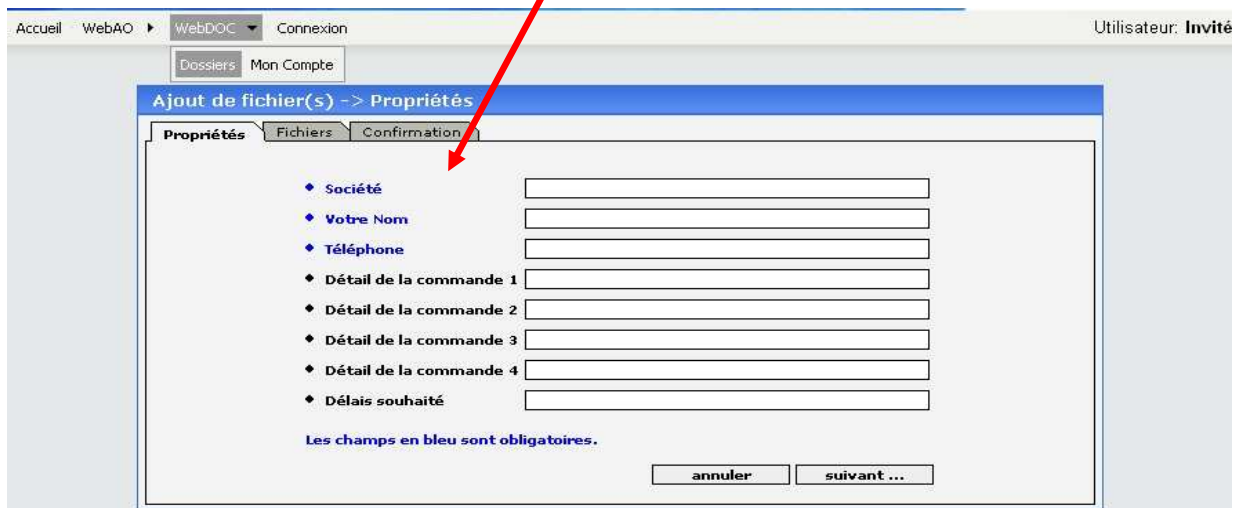 Accueil WebAO WebDOC Connexion Utilisateur: Invité
Dossiers Mon Compte
Ajout de fichier(s) -> Propriétés
Propriétés Fichiers Confirmation
Société
Votre Nom
Téléphone
Détail de la commande 1
Détail de la commande 2
Détail de la commande 3
Détail de la commande 4
Délais souhaité
Les champs en bleu sont obligatoires.
annuler suivant ...